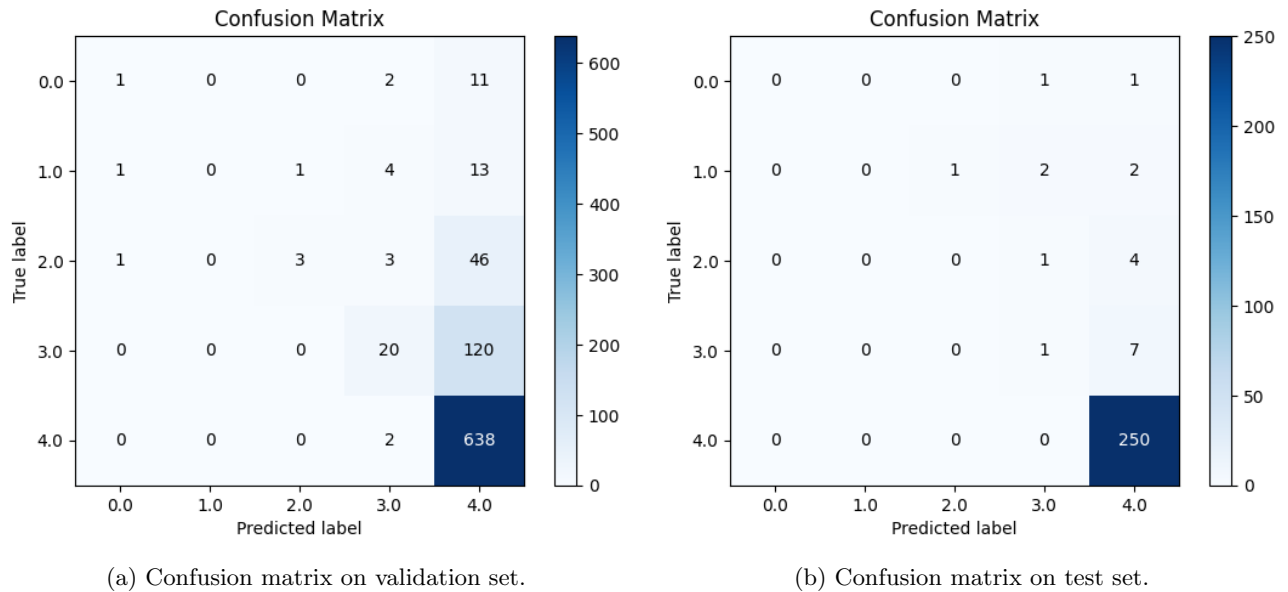 Confusion Matrix
0.0 1 0 0 2 11
1.0 1 0 1 4 13
2.0 1 0 3 3 46
3.0 0 0 0 20 120
4.0 0 0 0 2 638
0.0 1.0 2.0 3.0 4.0
Predicted label
True label
600
500
400
300
200
100
0
(a) Confusion matrix on validation set.
Confusion Matrix
0.0 0 0 0 1 1
1.0 0 0 1 2 2
2.0 0 0 0 1 4
3.0 0 0 0 1 7
4.0 0 0 0 0 250
0.0 1.0 2.0 3.0 4.0
Predicted label
True label
250
200
150
100
50
0
(b) Confusion matrix on test set.